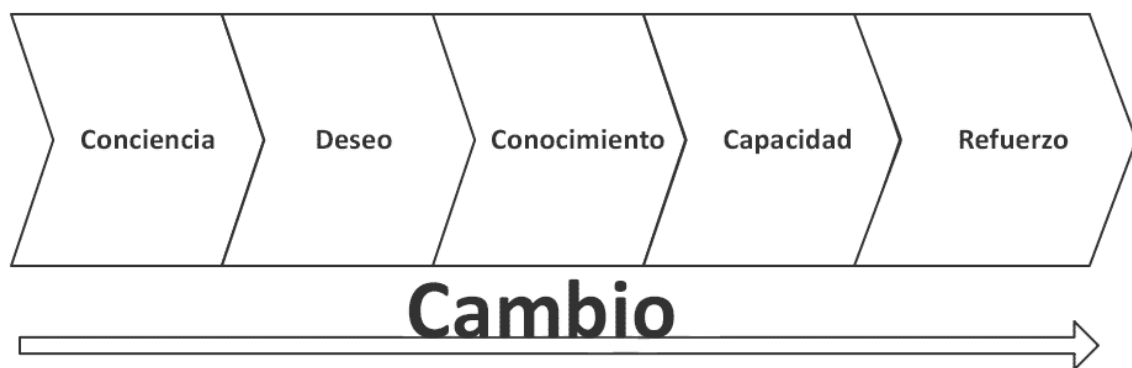 Conciencia
Deseo
Conocimiento
Capacidad
Refuerzo
Cambio